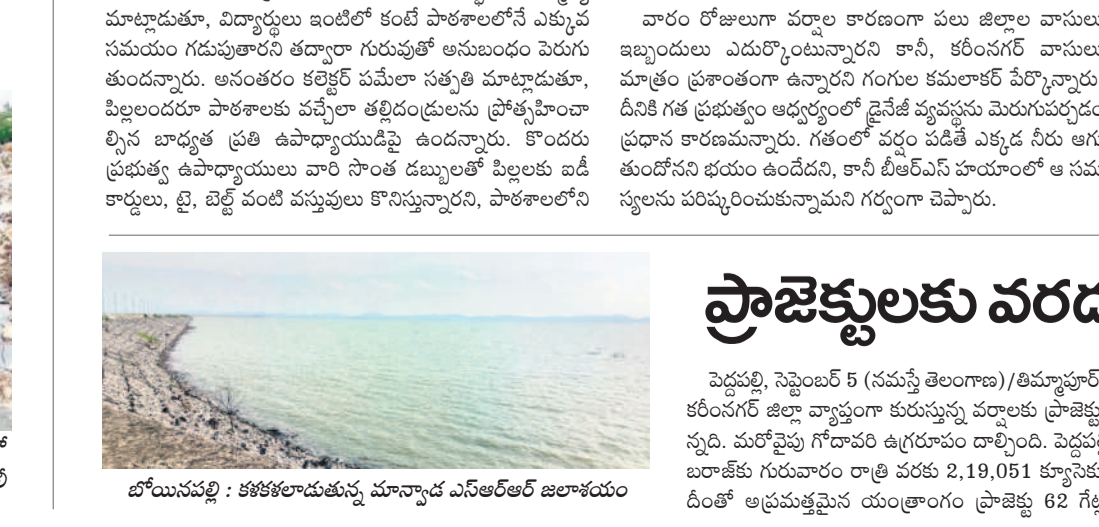 మాట్లాడుతూ, విద్యార్థులు ఇంటిలో కంటే పాఠశాలలోనే ఎక్కువ
సమయం గడుపుతారని తద్వారా గురువుతో అనుబంధం పెరుగు
తుందన్నారు. అనంతరం కలెక్టర్ పమేలా సత్పతి మాట్లాడుతూ,
పిల్లలందరూ పాఠశాలకు వచ్చేలా తల్లిదండ్రులను ప్రోత్సహించా
ల్సిన బాధ్యత ప్రతి ఉపాధ్యాయుడిపై ఉందన్నారు. కొందరు
ప్రభుత్వ ఉపాధ్యాయులు వారి సొంత డబ్బులతో పిల్లలకు ఐడీ
కార్డులు, టై, బెల్ట్ వంటి వస్తువులు కొనిస్తున్నారని, పాఠశాలలోని
వారం రోజులుగా వర్షాల కారణంగా పలు జిల్లాల వాసులు
ఇబ్బందులు ఎదుర్కొంటున్నారని కానీ, కరీంనగర్ వాసులు
మాత్రం ప్రశాంతంగా ఉన్నారని గంగుల కమలాకర్ పేర్కొన్నారు.
దీనికి గత ప్రభుత్వం ఆధ్వర్యంలో డ్రైనేజీ వ్యవస్థను మెరుగుపర్చడం
ప్రధాన కారణమన్నారు. గతంలో వర్షం పడితే ఎక్కడ నీరు ఆగు
తుందోనని భయం ఉండేదని, కానీ బీఆర్ఎస్ హయాంలో ఆ సమ
స్యలను పరిష్కరించుకున్నామని గర్వంగా చెప్పారు.
బోయినపల్లి : కళకళలాడుతున్న మాన్వాడ ఎస్ఆర్ఆర్ జలాశయం
ప్రాజెక్టులకు వరద
పెద్దపల్లి, సెప్టెంబర్ 5 (నమస్తే తెలంగాణ)/తిమ్మాపూర్
కరీంనగర్ జిల్లా వ్యాప్తంగా కురుస్తున్న వర్షాలకు ప్రాజెక్టు
న్నది. మరోవైపు గోదావరి ఉగ్రరూపం దాల్చింది. పెద్దపల్లి
బరాజ్‌కు గురువారం రాత్రి వరకు 2,19,051 క్యూసెకు
దీంతో అప్రమత్తమైన యంత్రాంగం ప్రాజెక్టు 62 గేట్ల